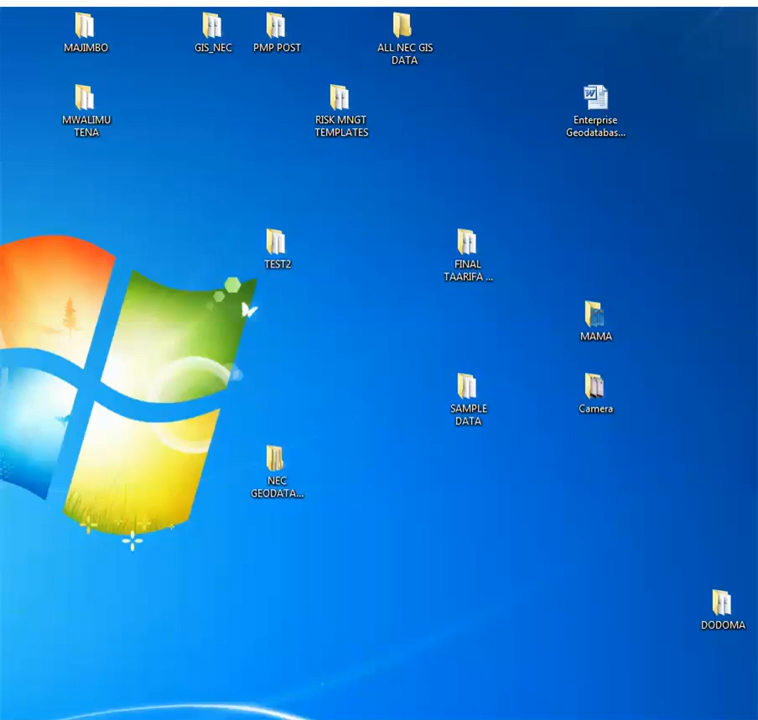 MAJIMBO
GIS_NEC
PMP POST
ALL NEC GIS
DATA
MWALIMU
TENA
RISK MNGT
TEMPLATES
Enterprise
Geodatabas...
TEST2
FINAL
TAARIFA ...
MAMA
SAMPLE
DATA
Camera
NEC
GEODATA...
DODOMA